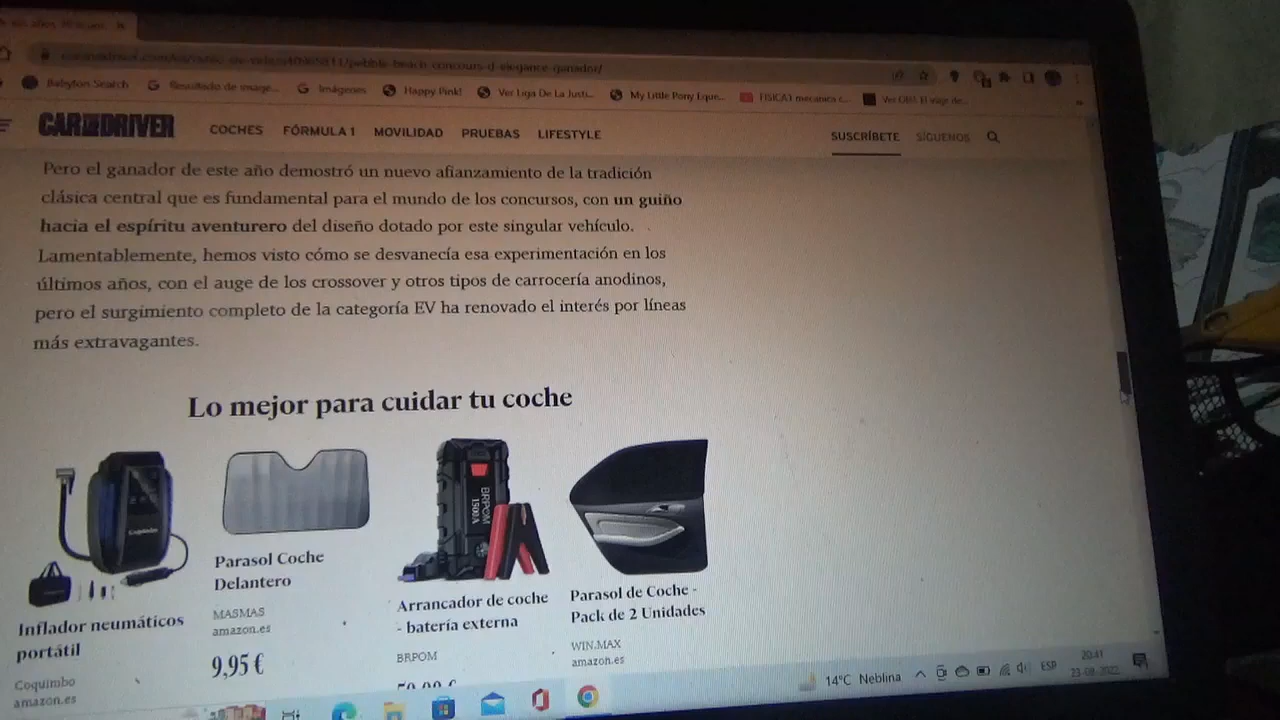 Babylon Search
Resultado de image...
Imágenes
Happy Pink!
Ver Liga De La Justi...
My Little Pony Eque...
FISICA3 mecanica c...
CAR AND DRIVER
COCHES
FÓRMULA 1
MOVILIDAD
PRUEBAS
LIFESTYLE
SUSCRÍBETE
SÍGUENOS
Pero el ganador de este año demostró un nuevo afianzamiento de la tradición
clásica central que es fundamental para el mundo de los concursos, con un guiño
hacia el espíritu aventurero del diseño dotado por este singular vehículo.
Lamentablemente, hemos visto cómo se desvanecía esa experimentación en los
últimos años, con el auge de los crossover y otros tipos de carrocería anodinos,
pero el surgimiento completo de la categoría EV ha renovado el interés por líneas
más extravagantes.
Lo mejor para cuidar tu coche
BRPOM
1500A
Coquimbo
Inflador neumáticos
portátil
Coquimbo
amazon.es
Parasol Coche
Delantero
MASMAS
amazon.es
9,95 €
Arrancador de coche
- batería externa
BRPOM
Parasol de Coche -
Pack de 2 Unidades
WIN.MAX
amazon.es
14°C Neblina
ESP
20:41
23-08-2022